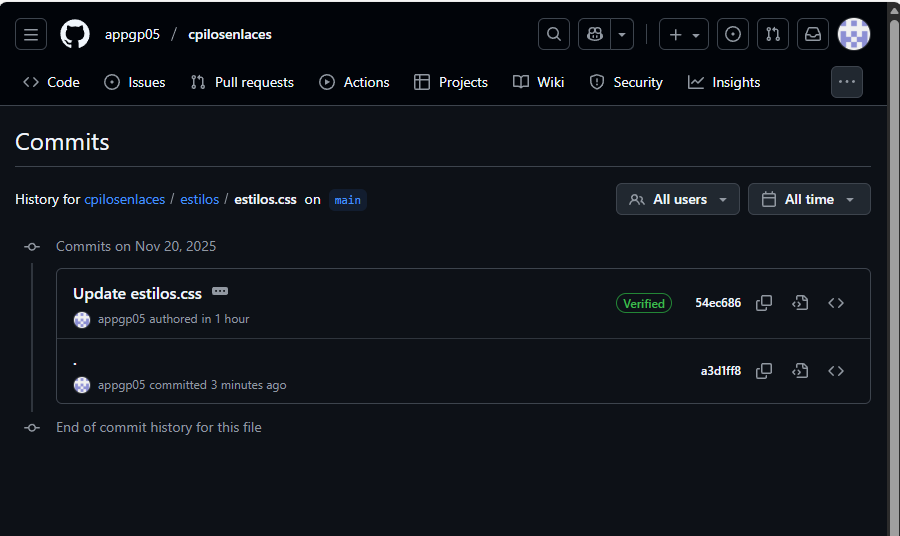 appgp05 / cpilosenlaces
Code Issues Pull requests Actions Projects Wiki Security Insights
Commits
History for cpilosenlaces / estilos / estilos.css on main
All users All time
Commits on Nov 20, 2025
Update estilos.css
Verified 54ec686
appgp05 authored in 1 hour
.
a3d1ff8
appgp05 committed 3 minutes ago
End of commit history for this file